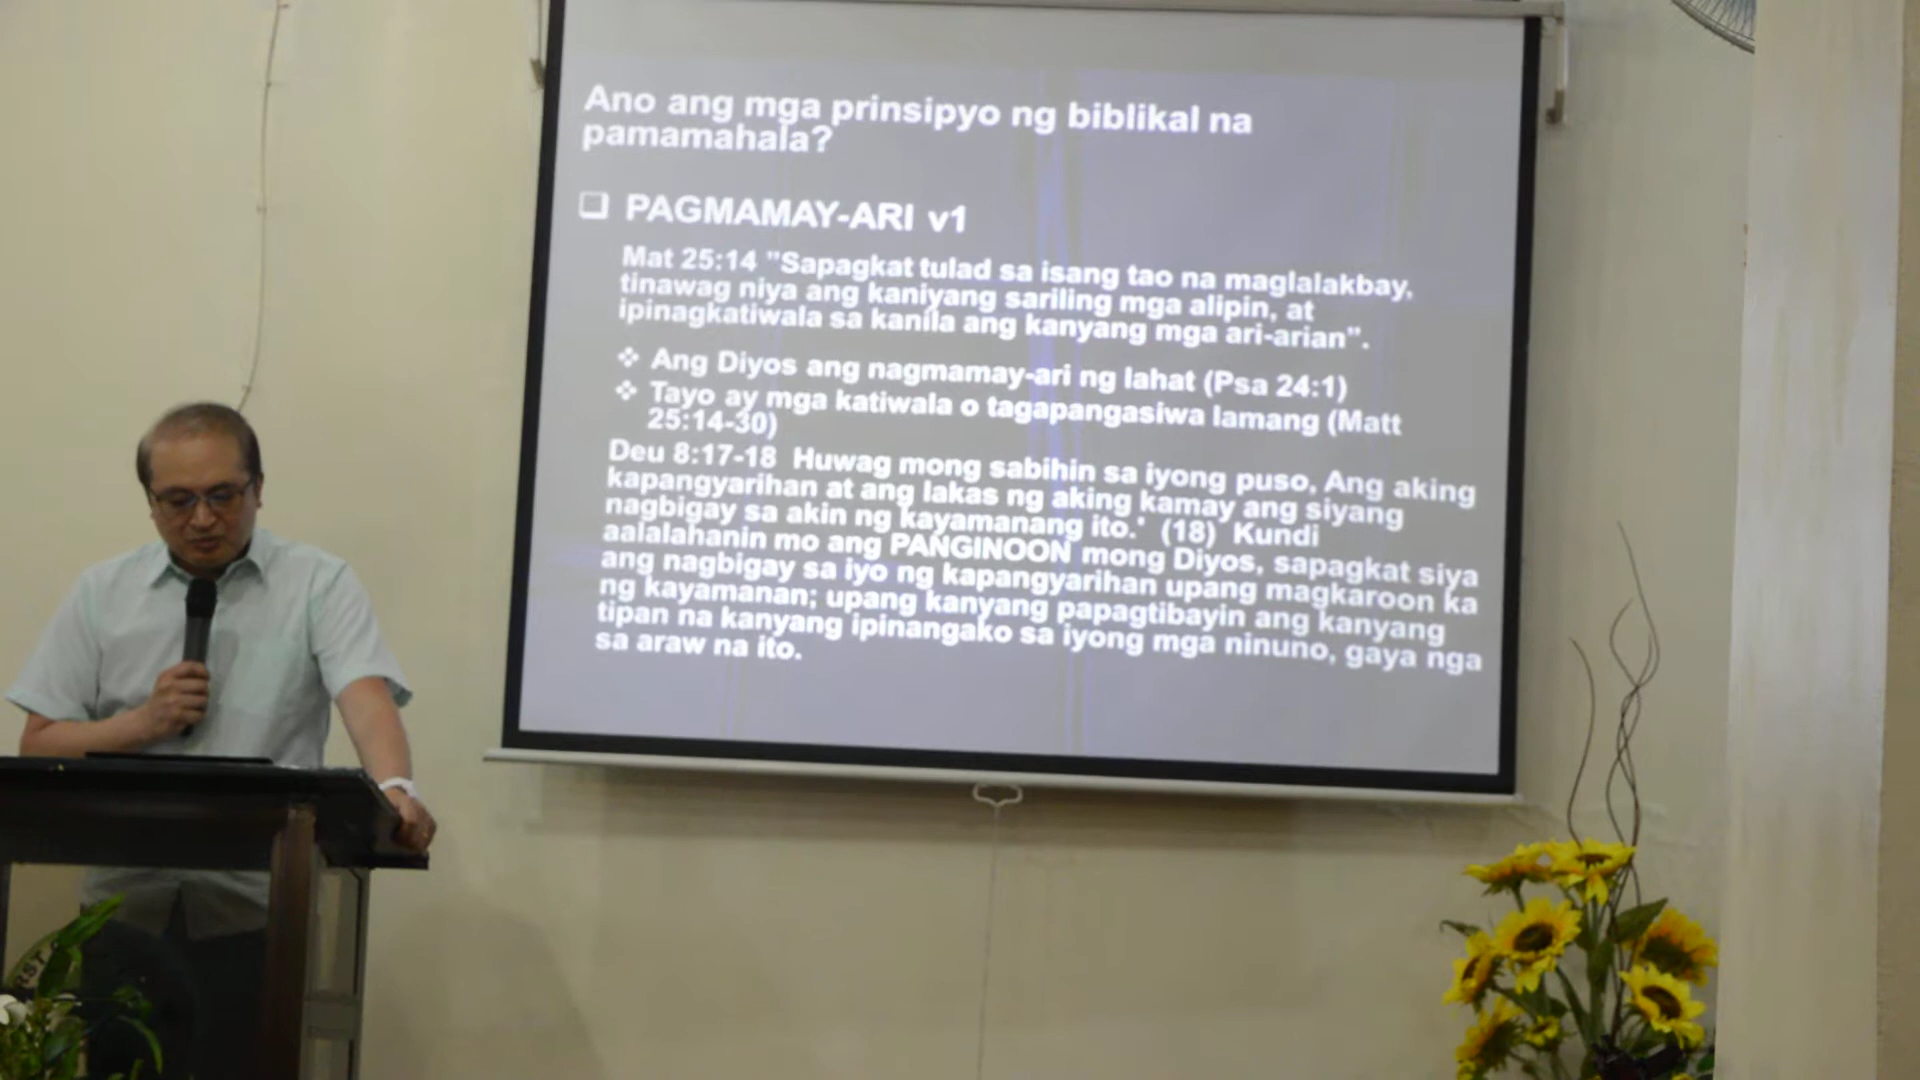 Ano ang mga prinsipyo ng biblikal na
pamamahala?
❑ PAGMAMAY-ARI v1
Mat 25:14 "Sapagkat tulad sa isang tao na maglalakbay,
tinawag niya ang kaniyang sariling mga alipin, at
ipinagkatiwala sa kanila ang kanyang mga ari-arian".
❖ Ang Diyos ang nagmamay-ari ng lahat (Psa 24:1)
❖ Tayo ay mga katiwala o tagapangasiwa lamang (Matt
25:14-30)
Deu 8:17-18 Huwag mong sabihin sa iyong puso, Ang aking
kapangyarihan at ang lakas ng aking kamay ang siyang
nagbigay sa akin ng kayamanang ito.' (18) Kundi
aalalahanin mo ang PANGINOON mong Diyos, sapagkat siya
ang nagbigay sa iyo ng kapangyarihan upang magkaroon ka
ng kayamanan; upang kanyang papagtibayin ang kanyang
tipan na kanyang ipinangako sa iyong mga ninuno, gaya nga
sa araw na ito.